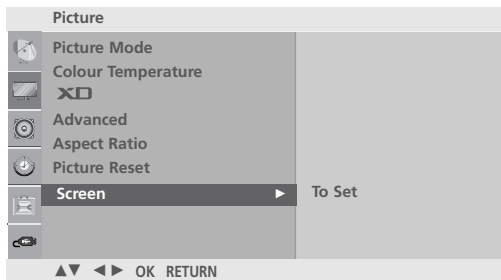 Picture
Picture Mode
Colour Temperature
XD
Advanced
Aspect Ratio
Picture Reset
Screen ► To Set
▲▼ ◄► OK RETURN